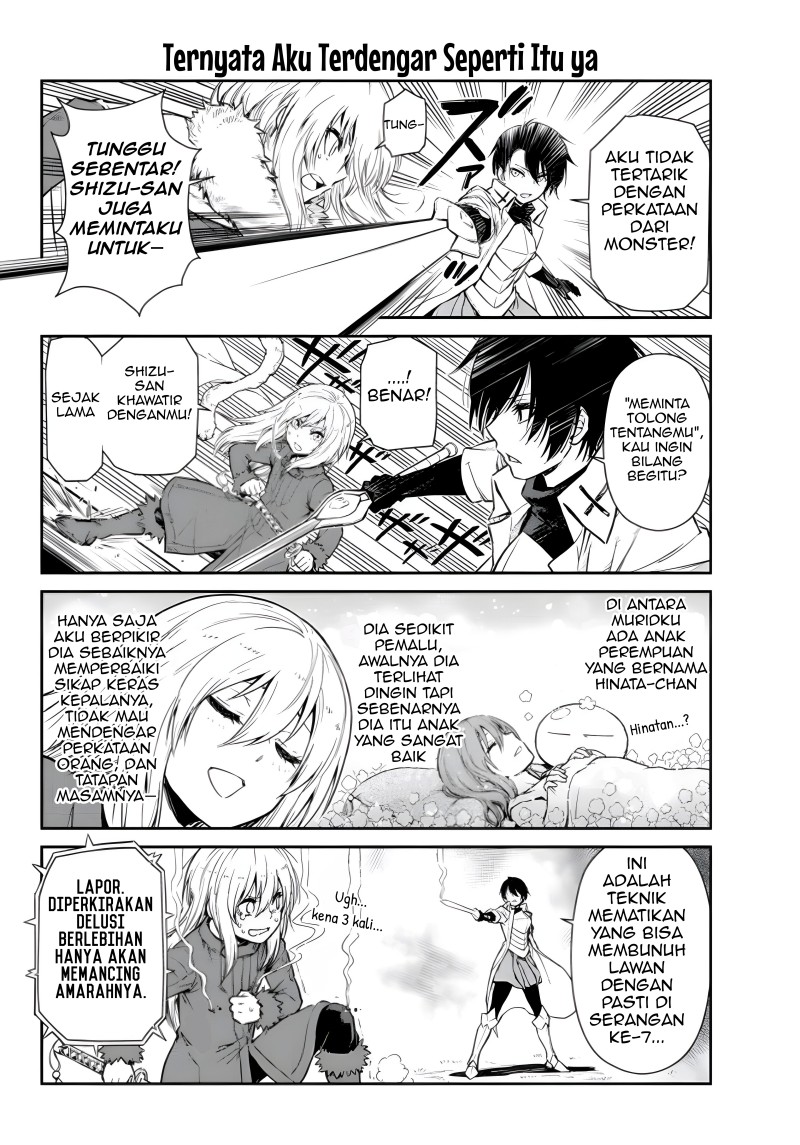 Ternyata Aku Terdengar Seperti Itu ya
AKU TIDAK
TERTARIK
DENGAN
PERKATAAN
DARI
MONSTER!
ズアッ
TUNG-
TUNGGU
SEBENTAR!
SHIZU-SAN
JUGA
MEMINTAKU
UNTUK—
"MEMINTA
TOLONG
TENTANGMU",
KAU INGIN
BILANG
BEGITU?
....!
BENAR!
SHIZU-
SAN
KHAWATIR
DENGANMU!
SEJAK
LAMA
DI ANTARA
MURIDKU
ADA ANAK
PEREMPUAN
YANG BERNAMA
HINATA-CHAN
Hinatan...?
DIA SEDIKIT
PEMALU,
AWALNYA DIA
TERLIHAT
DINGIN TAPI
SEBENARNYA
DIA ITU ANAK
YANG SANGAT
BAIK
HANYA SAJA
AKU BERPIKIR
DIA SEBAIKNYA
MEMPERBAIKI
SIKAP KERAS
KEPALANYA,
TIDAK MAU
MENDENGAR
PERKATAAN
ORANG, DAN
TATAPAN
MASAMNYA—
INI
ADALAH
TEKNIK
MEMATIKAN
YANG BISA
MEMBUNUH
LAWAN
DENGAN
PASTI DI
SERANGAN
KE-7...
Ugh...
kena 3 kali...
LAPOR.
DIPERKIRAKAN
DELUSI
BERLEBIHAN
HANYA AKAN
MEMANCING
AMARAHNYA.